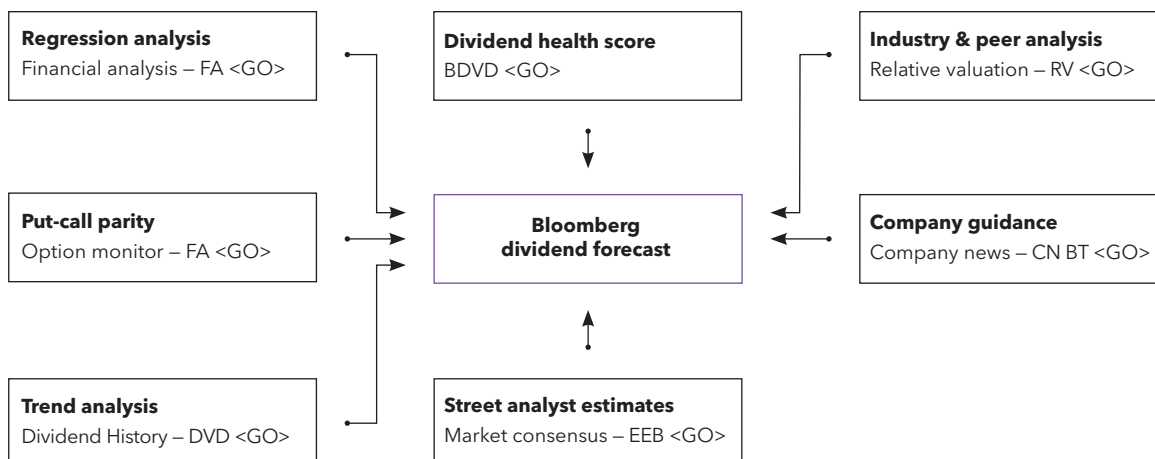 Regression analysis
Financial analysis – FA <GO>
Dividend health score
BDVD <GO>
Industry & peer analysis
Relative valuation – RV <GO>
Put-call parity
Option monitor – FA <GO>
Bloomberg
dividend forecast
Company guidance
Company news – CN BT <GO>
Trend analysis
Dividend History – DVD <GO>
Street analyst estimates
Market consensus – EEB <GO>